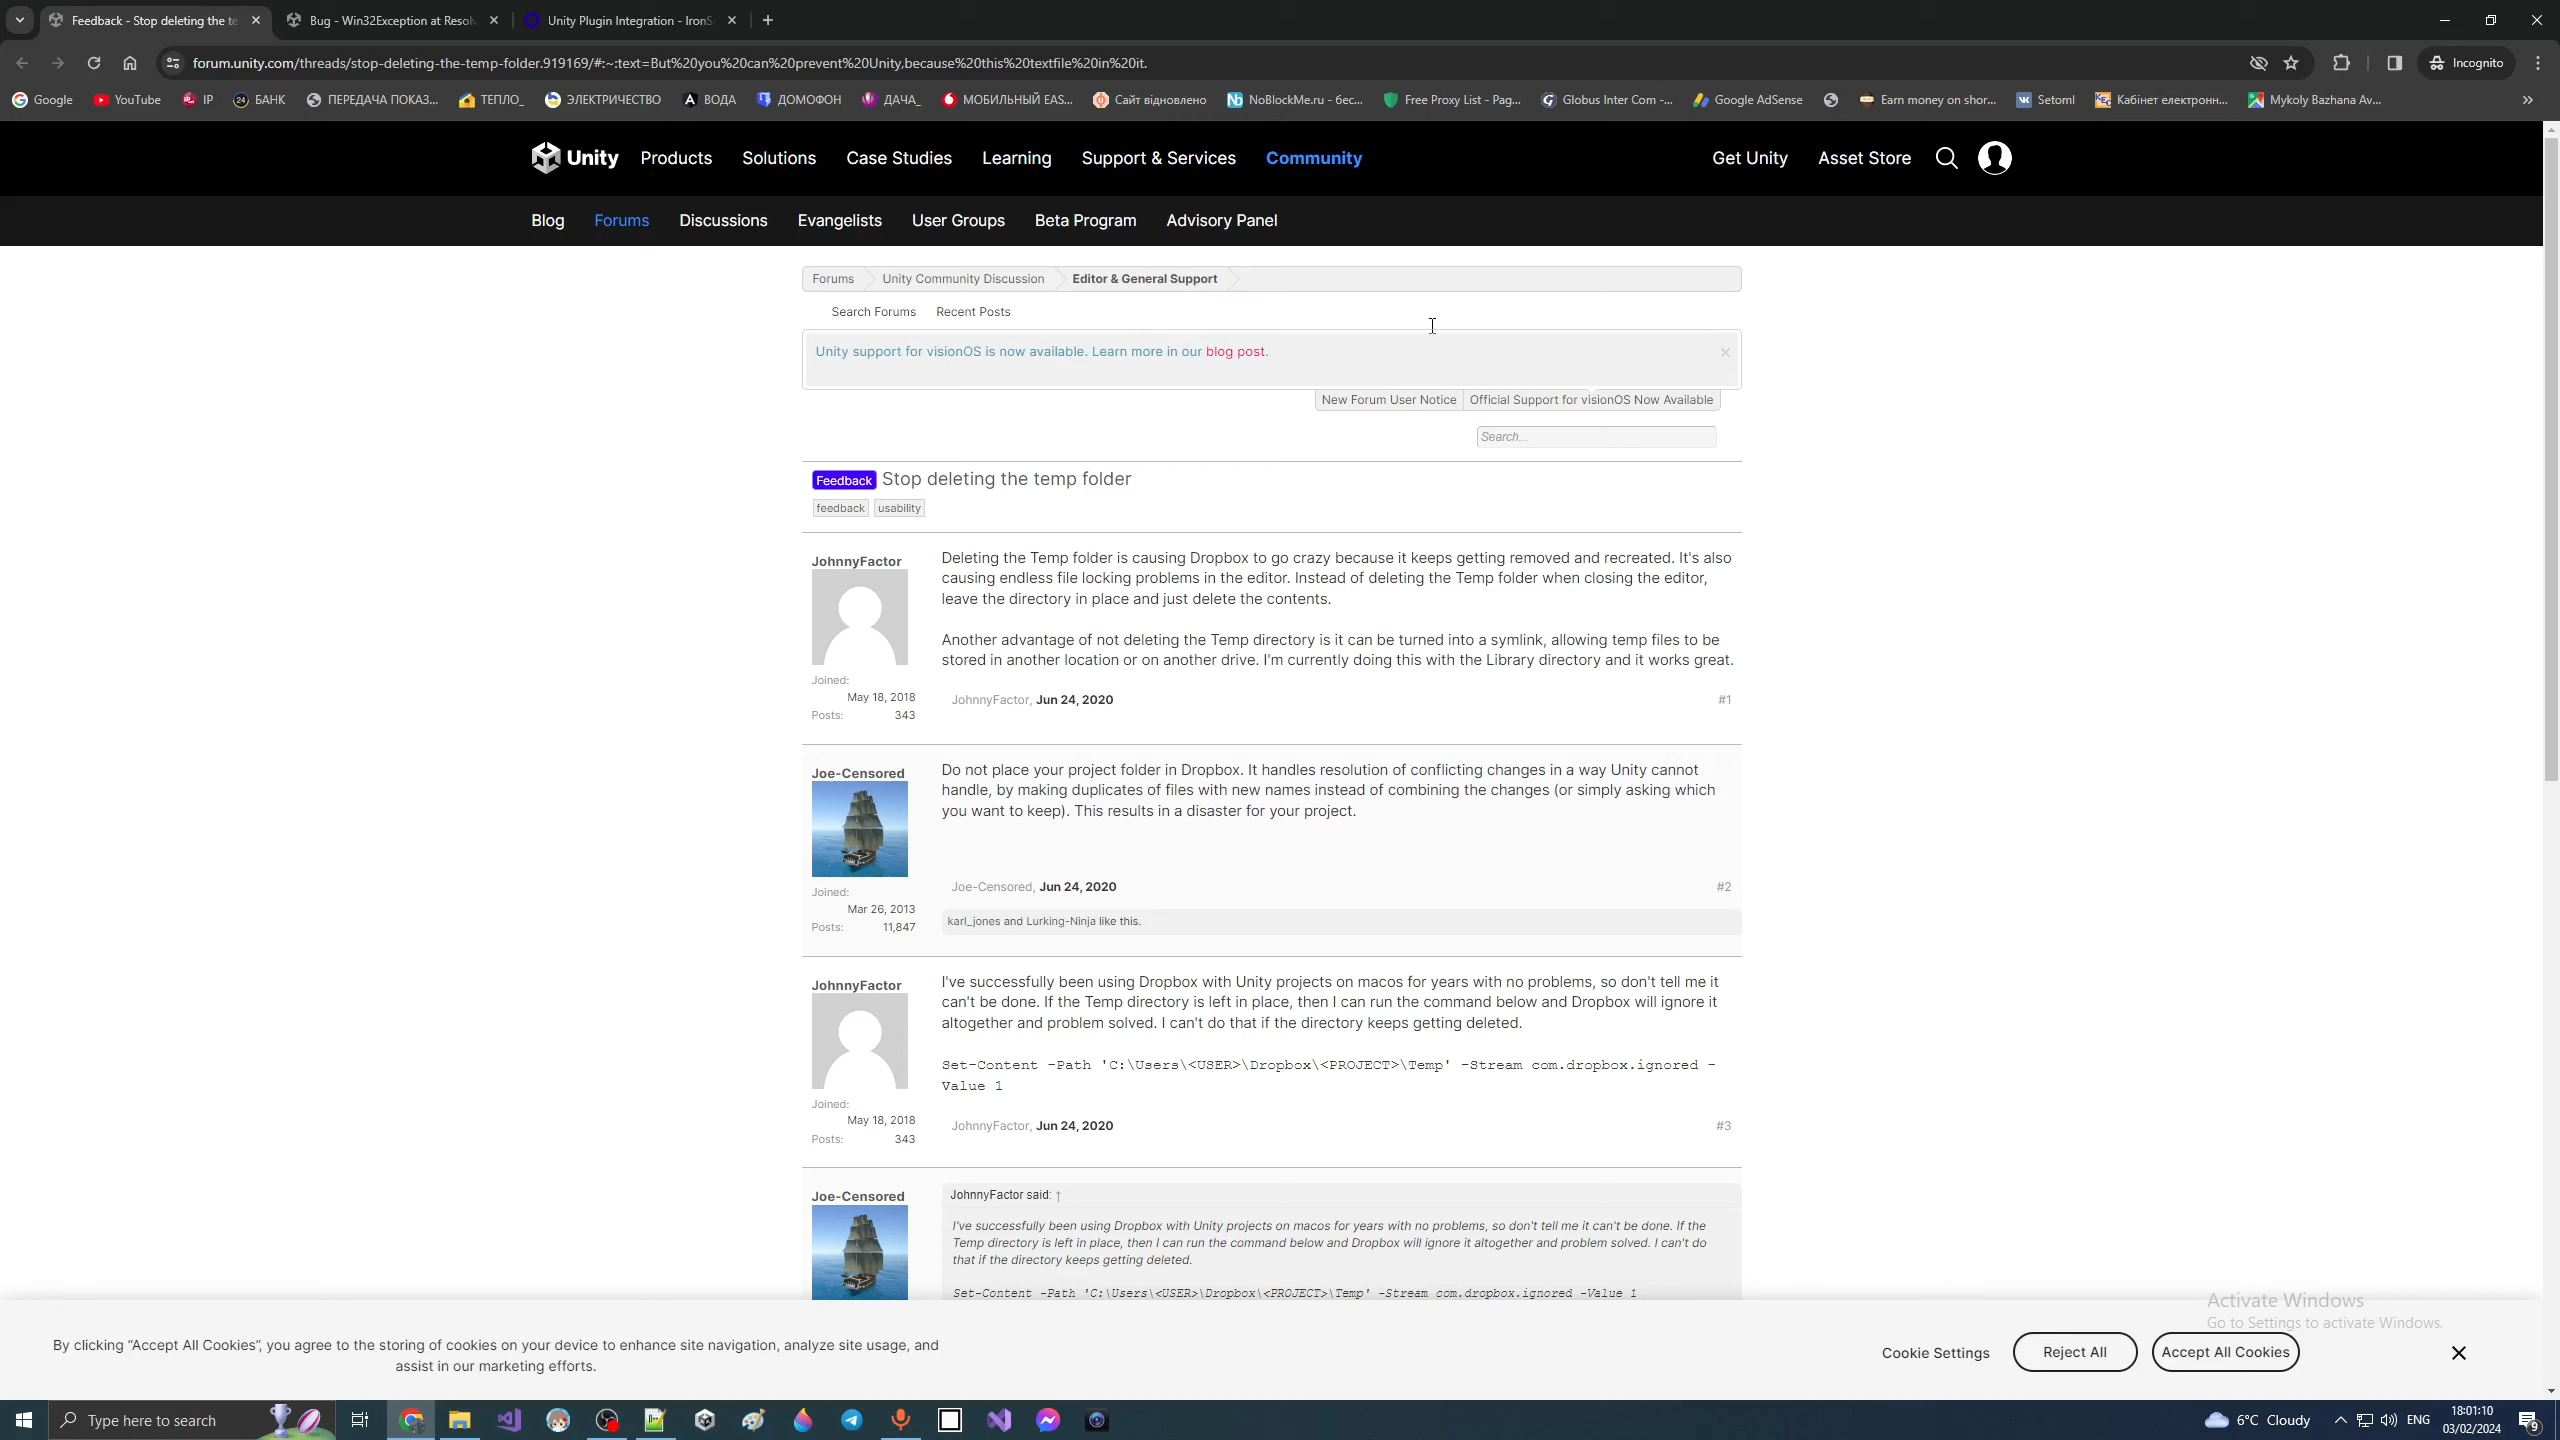 Feedback - Stop deleting the te
Bug - Win32Exception at Resol
Unity Plugin Integration - IronS
forum.unity.com/threads/stop-deleting-the-temp-folder.919169/#:~:text=But%20you%20can%20prevent%20Unity,because%20this%20textfile%20in%20it.
Incognito
Google
YouTube
IP
БАНК
ПЕРЕДАЧА ПОКАЗ...
ТЕПЛО_
ЭЛЕКТРИЧЕСТВО
ВОДА
ДОМОФОН
ДАЧА_
МОБИЛЬНЫЙ EAS...
Сайт відновлено
NoBlockMe.ru - бес...
Free Proxy List - Pag...
Globus Inter Com -...
Google AdSense
Earn money on shor...
Setoml
Кабінет електронн...
Mykoly Bazhana Av...
Unity
Products
Solutions
Case Studies
Learning
Support & Services
Community
Get Unity
Asset Store
Blog
Forums
Discussions
Evangelists
User Groups
Beta Program
Advisory Panel
Forums
Unity Community Discussion
Editor & General Support
Search Forums
Recent Posts
Unity support for visionOS is now available. Learn more in our blog post.
New Forum User Notice
Official Support for visionOS Now Available
Search...
Feedback Stop deleting the temp folder
feedback
usability
JohnnyFactor
Joined:
May 18, 2018
Posts: 343
Deleting the Temp folder is causing Dropbox to go crazy because it keeps getting removed and recreated. It's also
causing endless file locking problems in the editor. Instead of deleting the Temp folder when closing the editor,
leave the directory in place and just delete the contents.
Another advantage of not deleting the Temp directory is it can be turned into a symlink, allowing temp files to be
stored in another location or on another drive. I'm currently doing this with the Library directory and it works great.
JohnnyFactor, Jun 24, 2020
#1
Joe-Censored
Joined:
Mar 26, 2013
Posts: 11,847
Do not place your project folder in Dropbox. It handles resolution of conflicting changes in a way Unity cannot
handle, by making duplicates of files with new names instead of combining the changes (or simply asking which
you want to keep). This results in a disaster for your project.
Joe-Censored, Jun 24, 2020
#2
karl_jones and Lurking-Ninja like this.
JohnnyFactor
Joined:
May 18, 2018
Posts: 343
I've successfully been using Dropbox with Unity projects on macos for years with no problems, so don't tell me it
can't be done. If the Temp directory is left in place, then I can run the command below and Dropbox will ignore it
altogether and problem solved. I can't do that if the directory keeps getting deleted.
Set-Content -Path 'C:\Users\<USER>\Dropbox\<PROJECT>\Temp' -Stream com.dropbox.ignored -
Value 1
JohnnyFactor, Jun 24, 2020
#3
Joe-Censored
JohnnyFactor said: ↑
I've successfully been using Dropbox with Unity projects on macos for years with no problems, so don't tell me it can't be done. If the
Temp directory is left in place, then I can run the command below and Dropbox will ignore it altogether and problem solved. I can't do
that if the directory keeps getting deleted.
Set-Content -Path 'C:\Users\<USER>\Dropbox\<PROJECT>\Temp' -Stream com.dropbox.ignored -Value 1
Activate Windows
Go to Settings to activate Windows.
By clicking “Accept All Cookies”, you agree to the storing of cookies on your device to enhance site navigation, analyze site usage, and
assist in our marketing efforts.
Cookie Settings
Reject All
Accept All Cookies
Type here to search
6°C Cloudy
ENG
18:01:10
03/02/2024
9